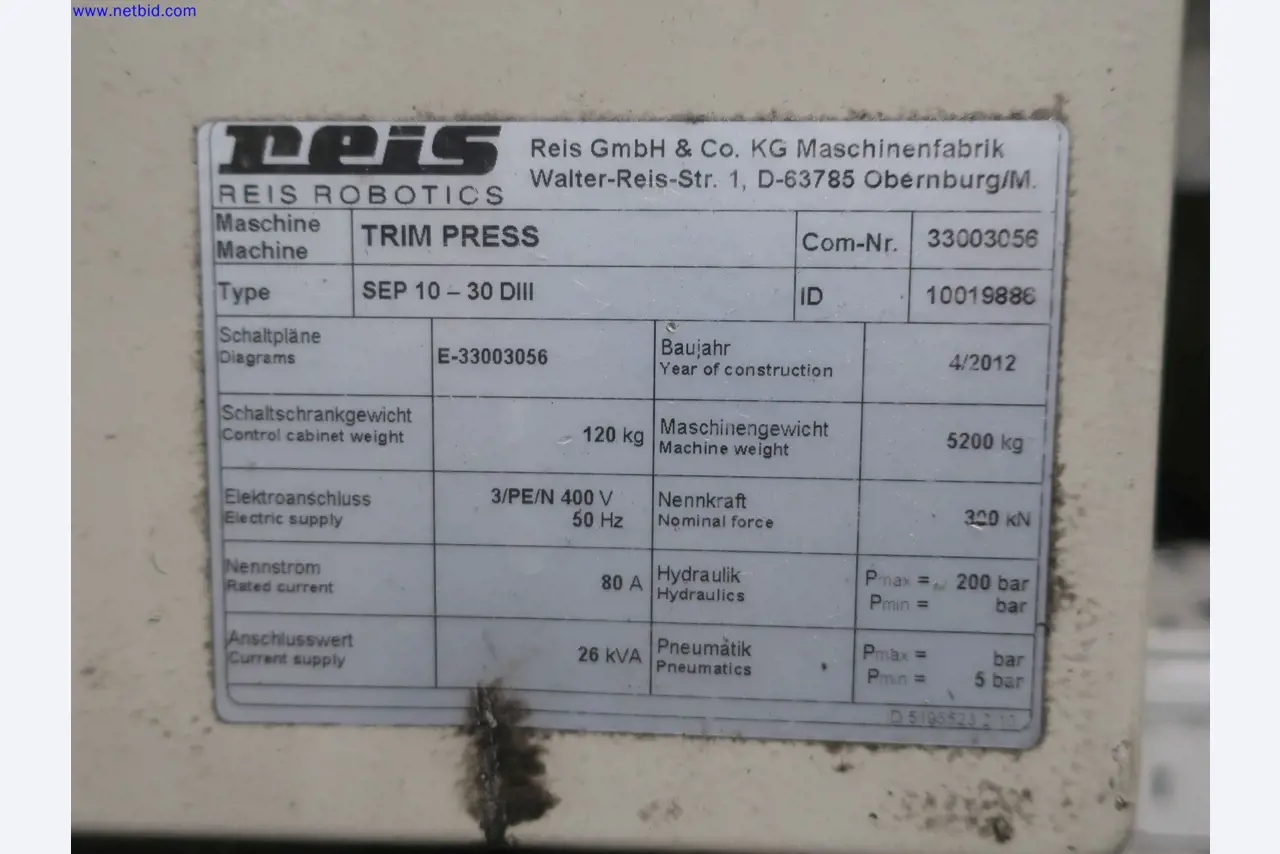 www.netbid.com
reis
REIS ROBOTICS
Reis GmbH & Co. KG Maschinenfabrik
Walter-Reis-Str. 1, D-63785 Obernburg/M.
Maschine
Machine
TRIM PRESS
Com-Nr.
33003056
Type
SEP 10 – 30 DIII
ID
10019886
Schaltpläne
Diagrams
E-33003056
Baujahr
Year of construction
4/2012
Schaltschrankgewicht
Control cabinet weight
120 kg
Maschinengewicht
Machine weight
5200 kg
Elektroanschluss
Electric supply
3/PE/N 400 V
50 Hz
Nennkraft
Nominal force
kN
Nennstrom
Rated current
80 A
Hydraulik
Hydraulics
Pmax = 200 bar
Pmin = bar
Anschlusswert
Current supply
26 kVA
Pneumatik
Pneumatics
Pmax = bar
Pmin = 5 bar